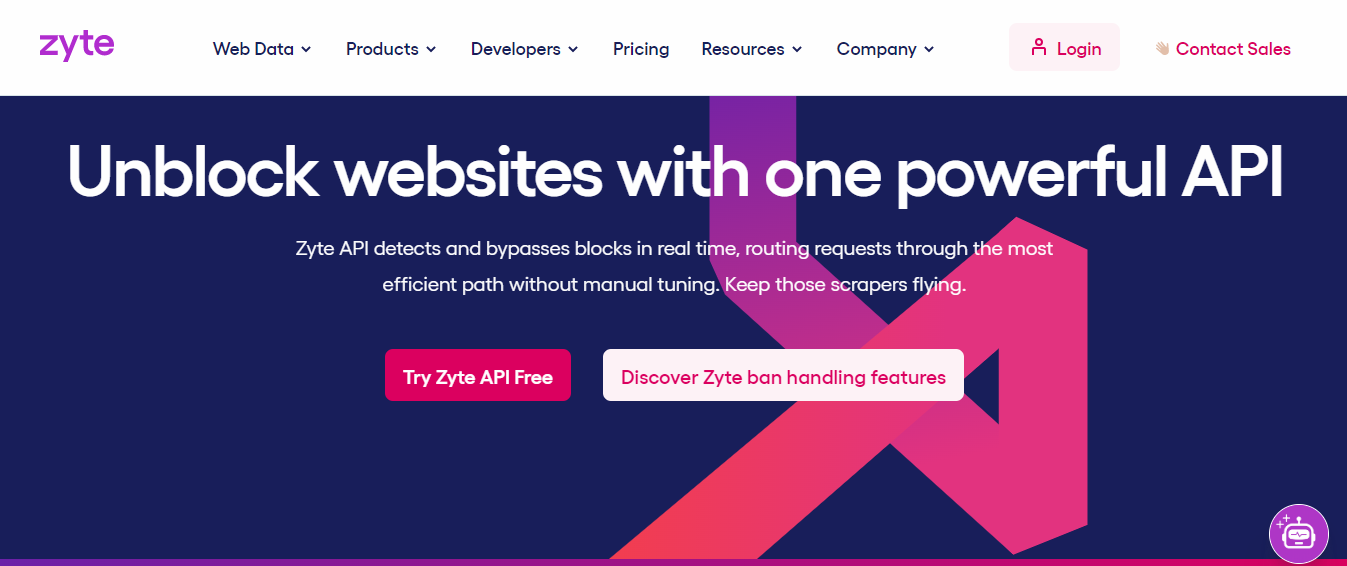 zyte
Web Data
Products
Developers
Pricing
Resources
Company
Login
Contact Sales
Unblock websites with one powerful API
Zyte API detects and bypasses blocks in real time, routing requests through the most
efficient path without manual tuning. Keep those scrapers flying.
Try Zyte API Free
Discover Zyte ban handling features